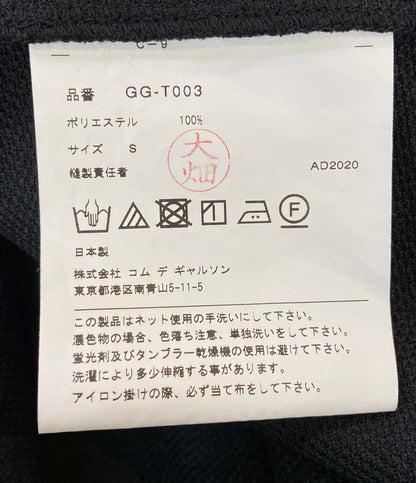 C-9
品番 GG-T003
ポリエステル 100%
サイズ S
大畑
縫製責任者
AD2020
日本製
株式会社 コム デ ギャルソン
東京都港区南青山5-11-5
この製品はネット使用の手洗いにして下さい。
濃色物の場合、色落ち注意、単独洗いして下さい。
蛍光剤及びタンブラー乾燥機の使用は避けて下さい。
洗濯により多少伸縮する事があります。
アイロン掛けの際、必ず当て布をして下さい。